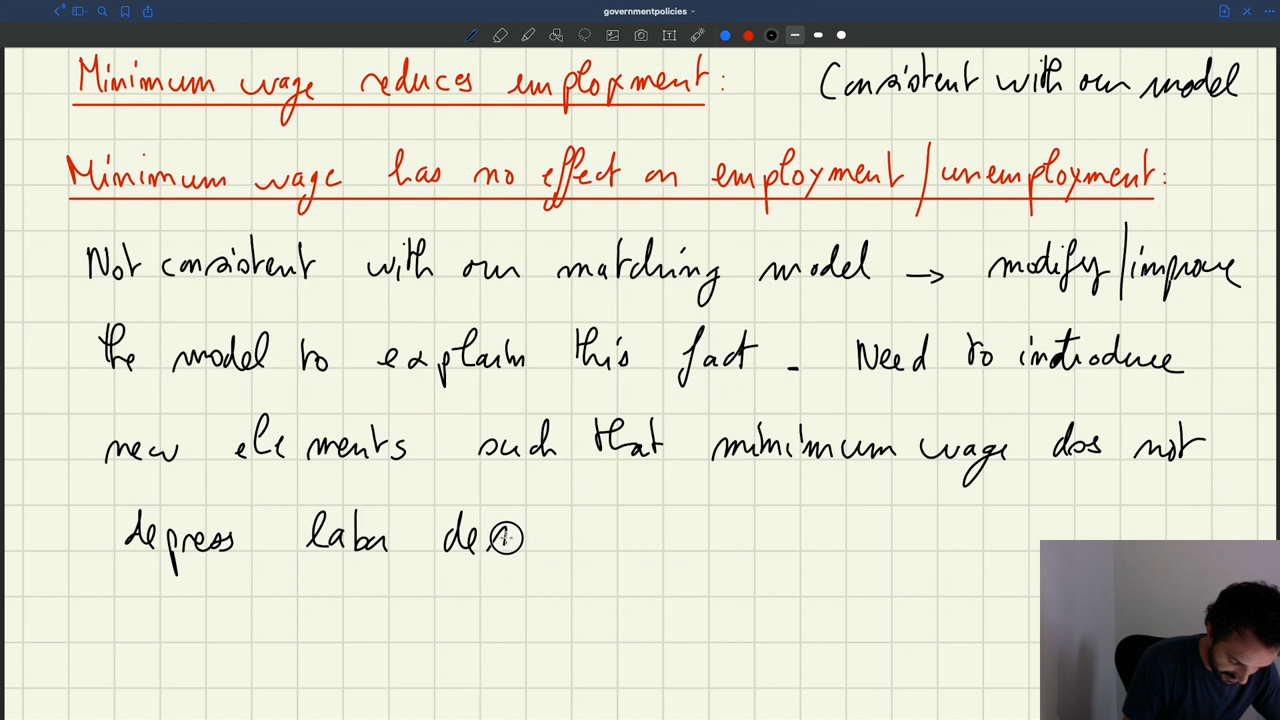 governmentpolicies
Minimum wage reduces employment: Consistent with our model
Minimum wage has no effect on employment/unemployment:
Not consistent with our matching model → modify/improve
the model to explain this fact. Need to introduce
new elements such that minimum wage does not
depress labor de